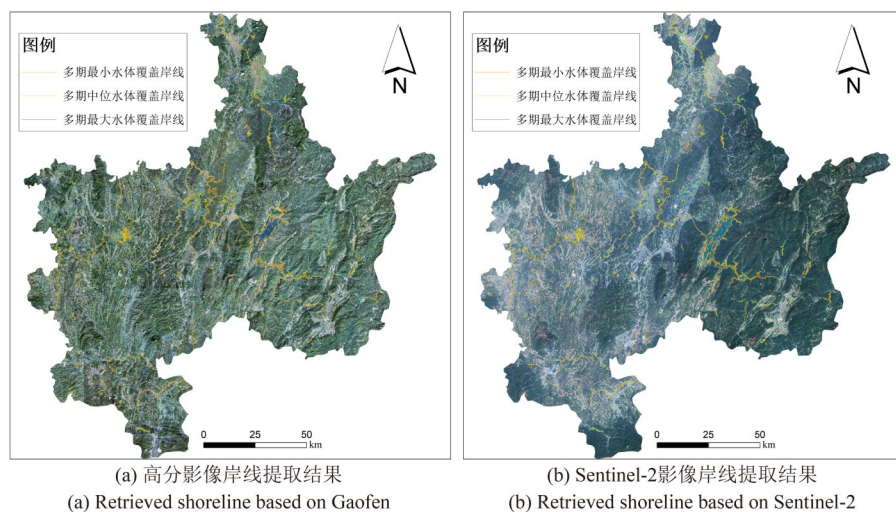 图例
多期最小水体覆盖岸线
多期中位水体覆盖岸线
多期最大水体覆盖岸线
N
0 25 50
km
(a) 高分影像岸线提取结果
(a) Retrieved shoreline based on Gaofen
图例
多期最小水体覆盖岸线
多期中位水体覆盖岸线
多期最大水体覆盖岸线
N
0 25 50
km
(b) Sentinel-2影像岸线提取结果
(b) Retrieved shoreline based on Sentinel-2